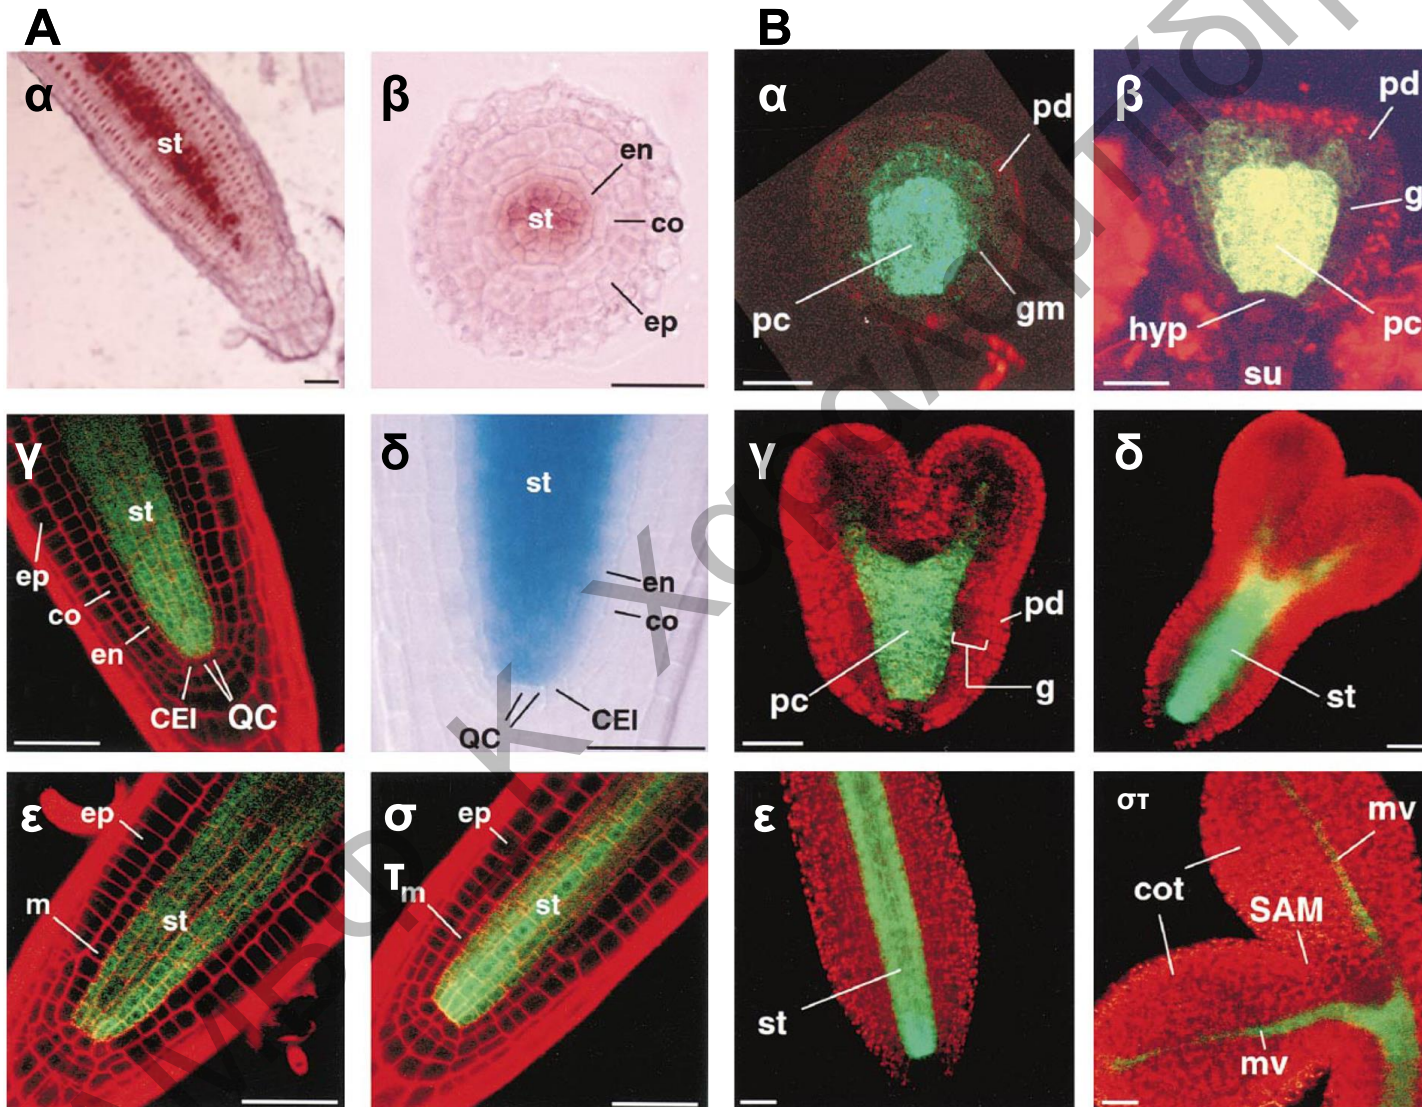 A
B
α
st
β
en
st
co
ep
α
pd
pc
gm
β
pd
g
hyp
pc
su
γ
st
ep
co
en
CEI
QC
δ
st
en
co
CEI
QC
γ
pd
pc
g
δ
st
ε
ep
m
st
σ
τ
ep
m
st
ε
st
στ
mv
cot
SAM
mv